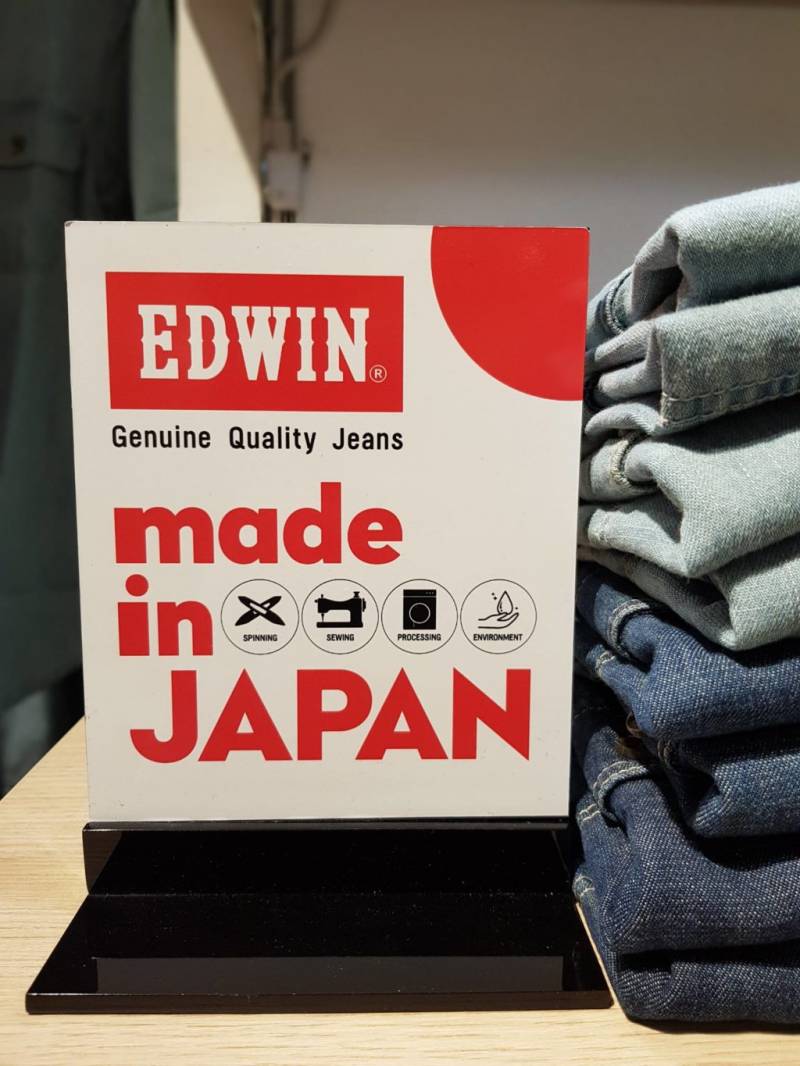 EDWIN®
Genuine Quality Jeans
made
in
SPINNING SEWING PROCESSING ENVIRONMENT
JAPAN